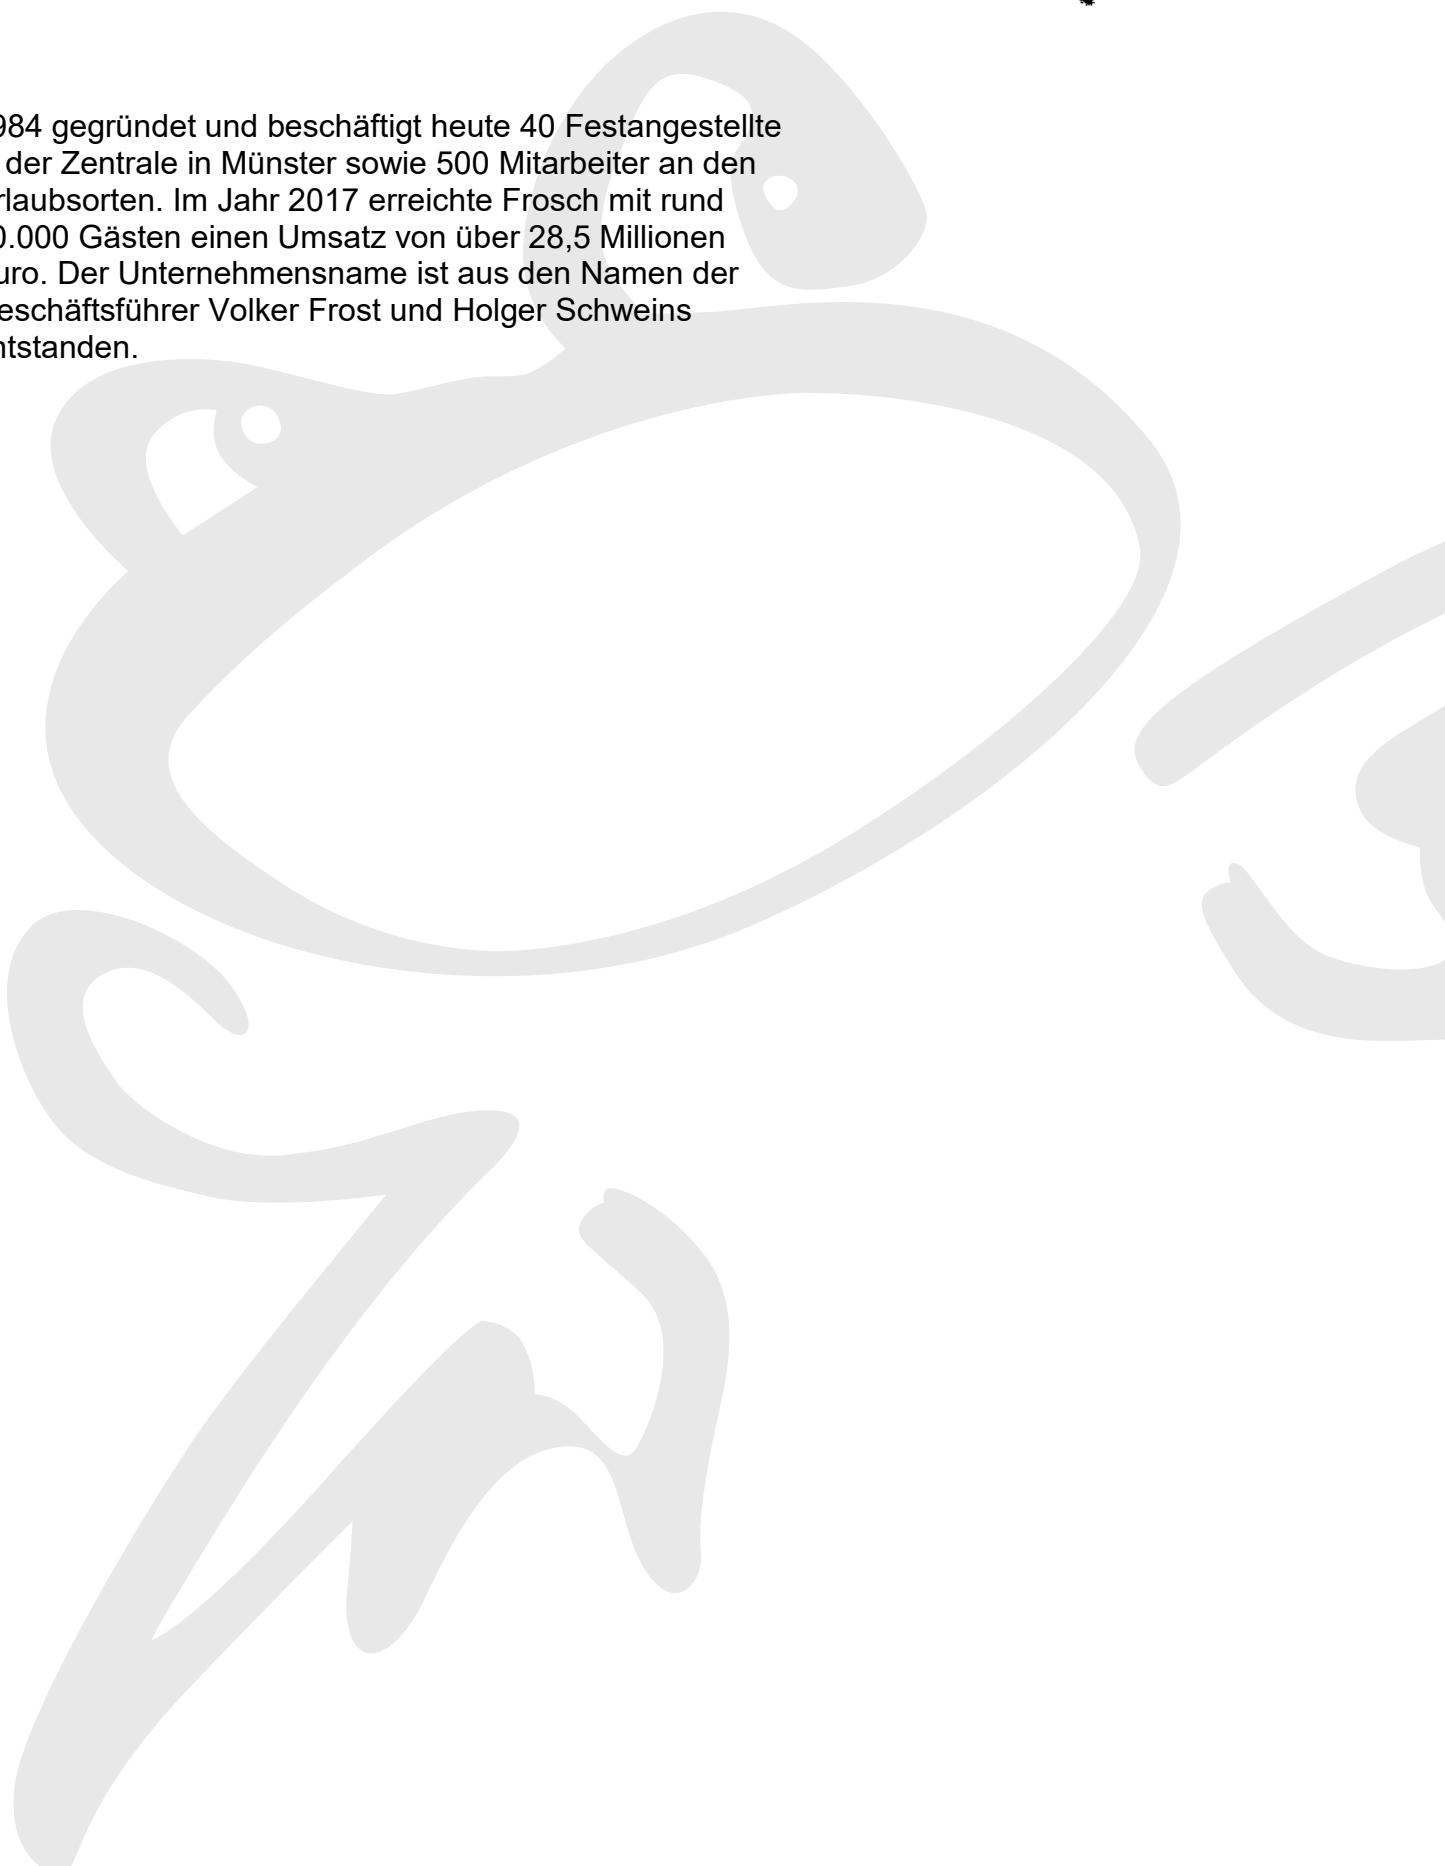 984 gegründet und beschäftigt heute 40 Festangestellte
der Zentrale in Münster sowie 500 Mitarbeiter an den
rlaubsorten. Im Jahr 2017 erreichte Frosch mit rund
0.000 Gästen einen Umsatz von über 28,5 Millionen
uro. Der Unternehmensname ist aus den Namen der
eschäftsführer Volker Frost und Holger Schweins
ntstanden.